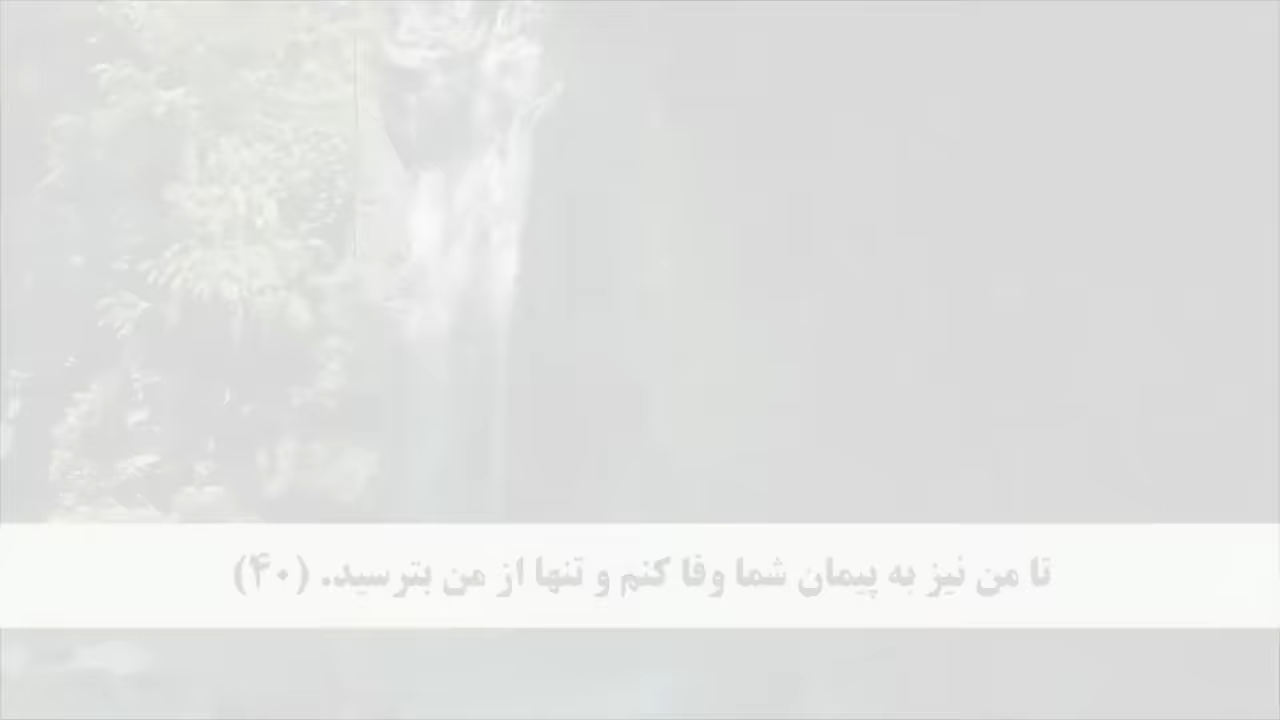 تا من نیز به پیمان شما وفا کنم و تنها از من بترسید. (۴۰)